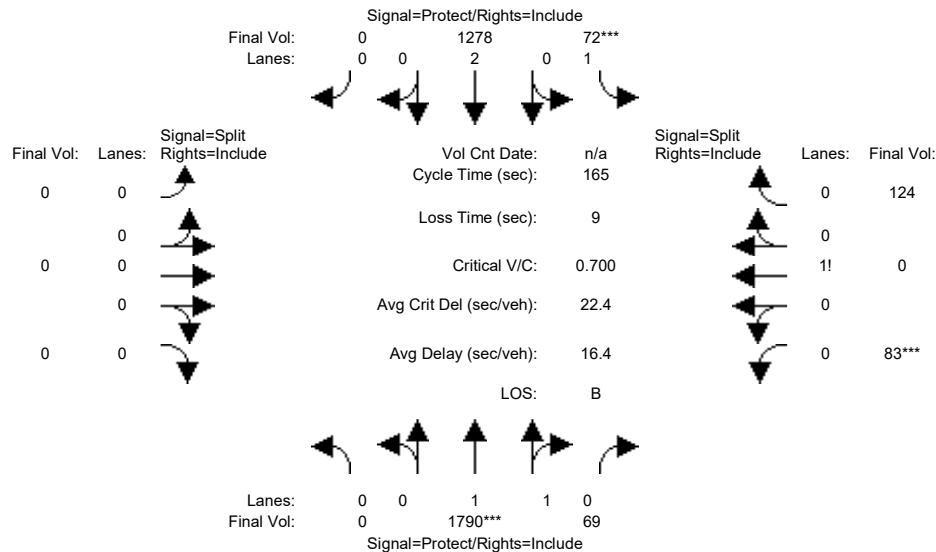 Signal=Protect/Rights=Include
Final Vol: 0 1278 72***
Lanes: 0 0 2 0 1
Signal=Split Signal=Split
Final Vol: Lanes: Rights=Include Vol Cnt Date: n/a Rights=Include Lanes: Final Vol:
Cycle Time (sec): 165
0 0 0 124
Loss Time (sec): 9
0 0
0 0 Critical V/C: 0.700 1! 0
0 Avg Crit Del (sec/veh): 22.4 0
0 0 Avg Delay (sec/veh): 16.4 0 83***
LOS: B
Lanes: 0 0 1 1 0
Final Vol: 0 1790*** 69
Signal=Protect/Rights=Include